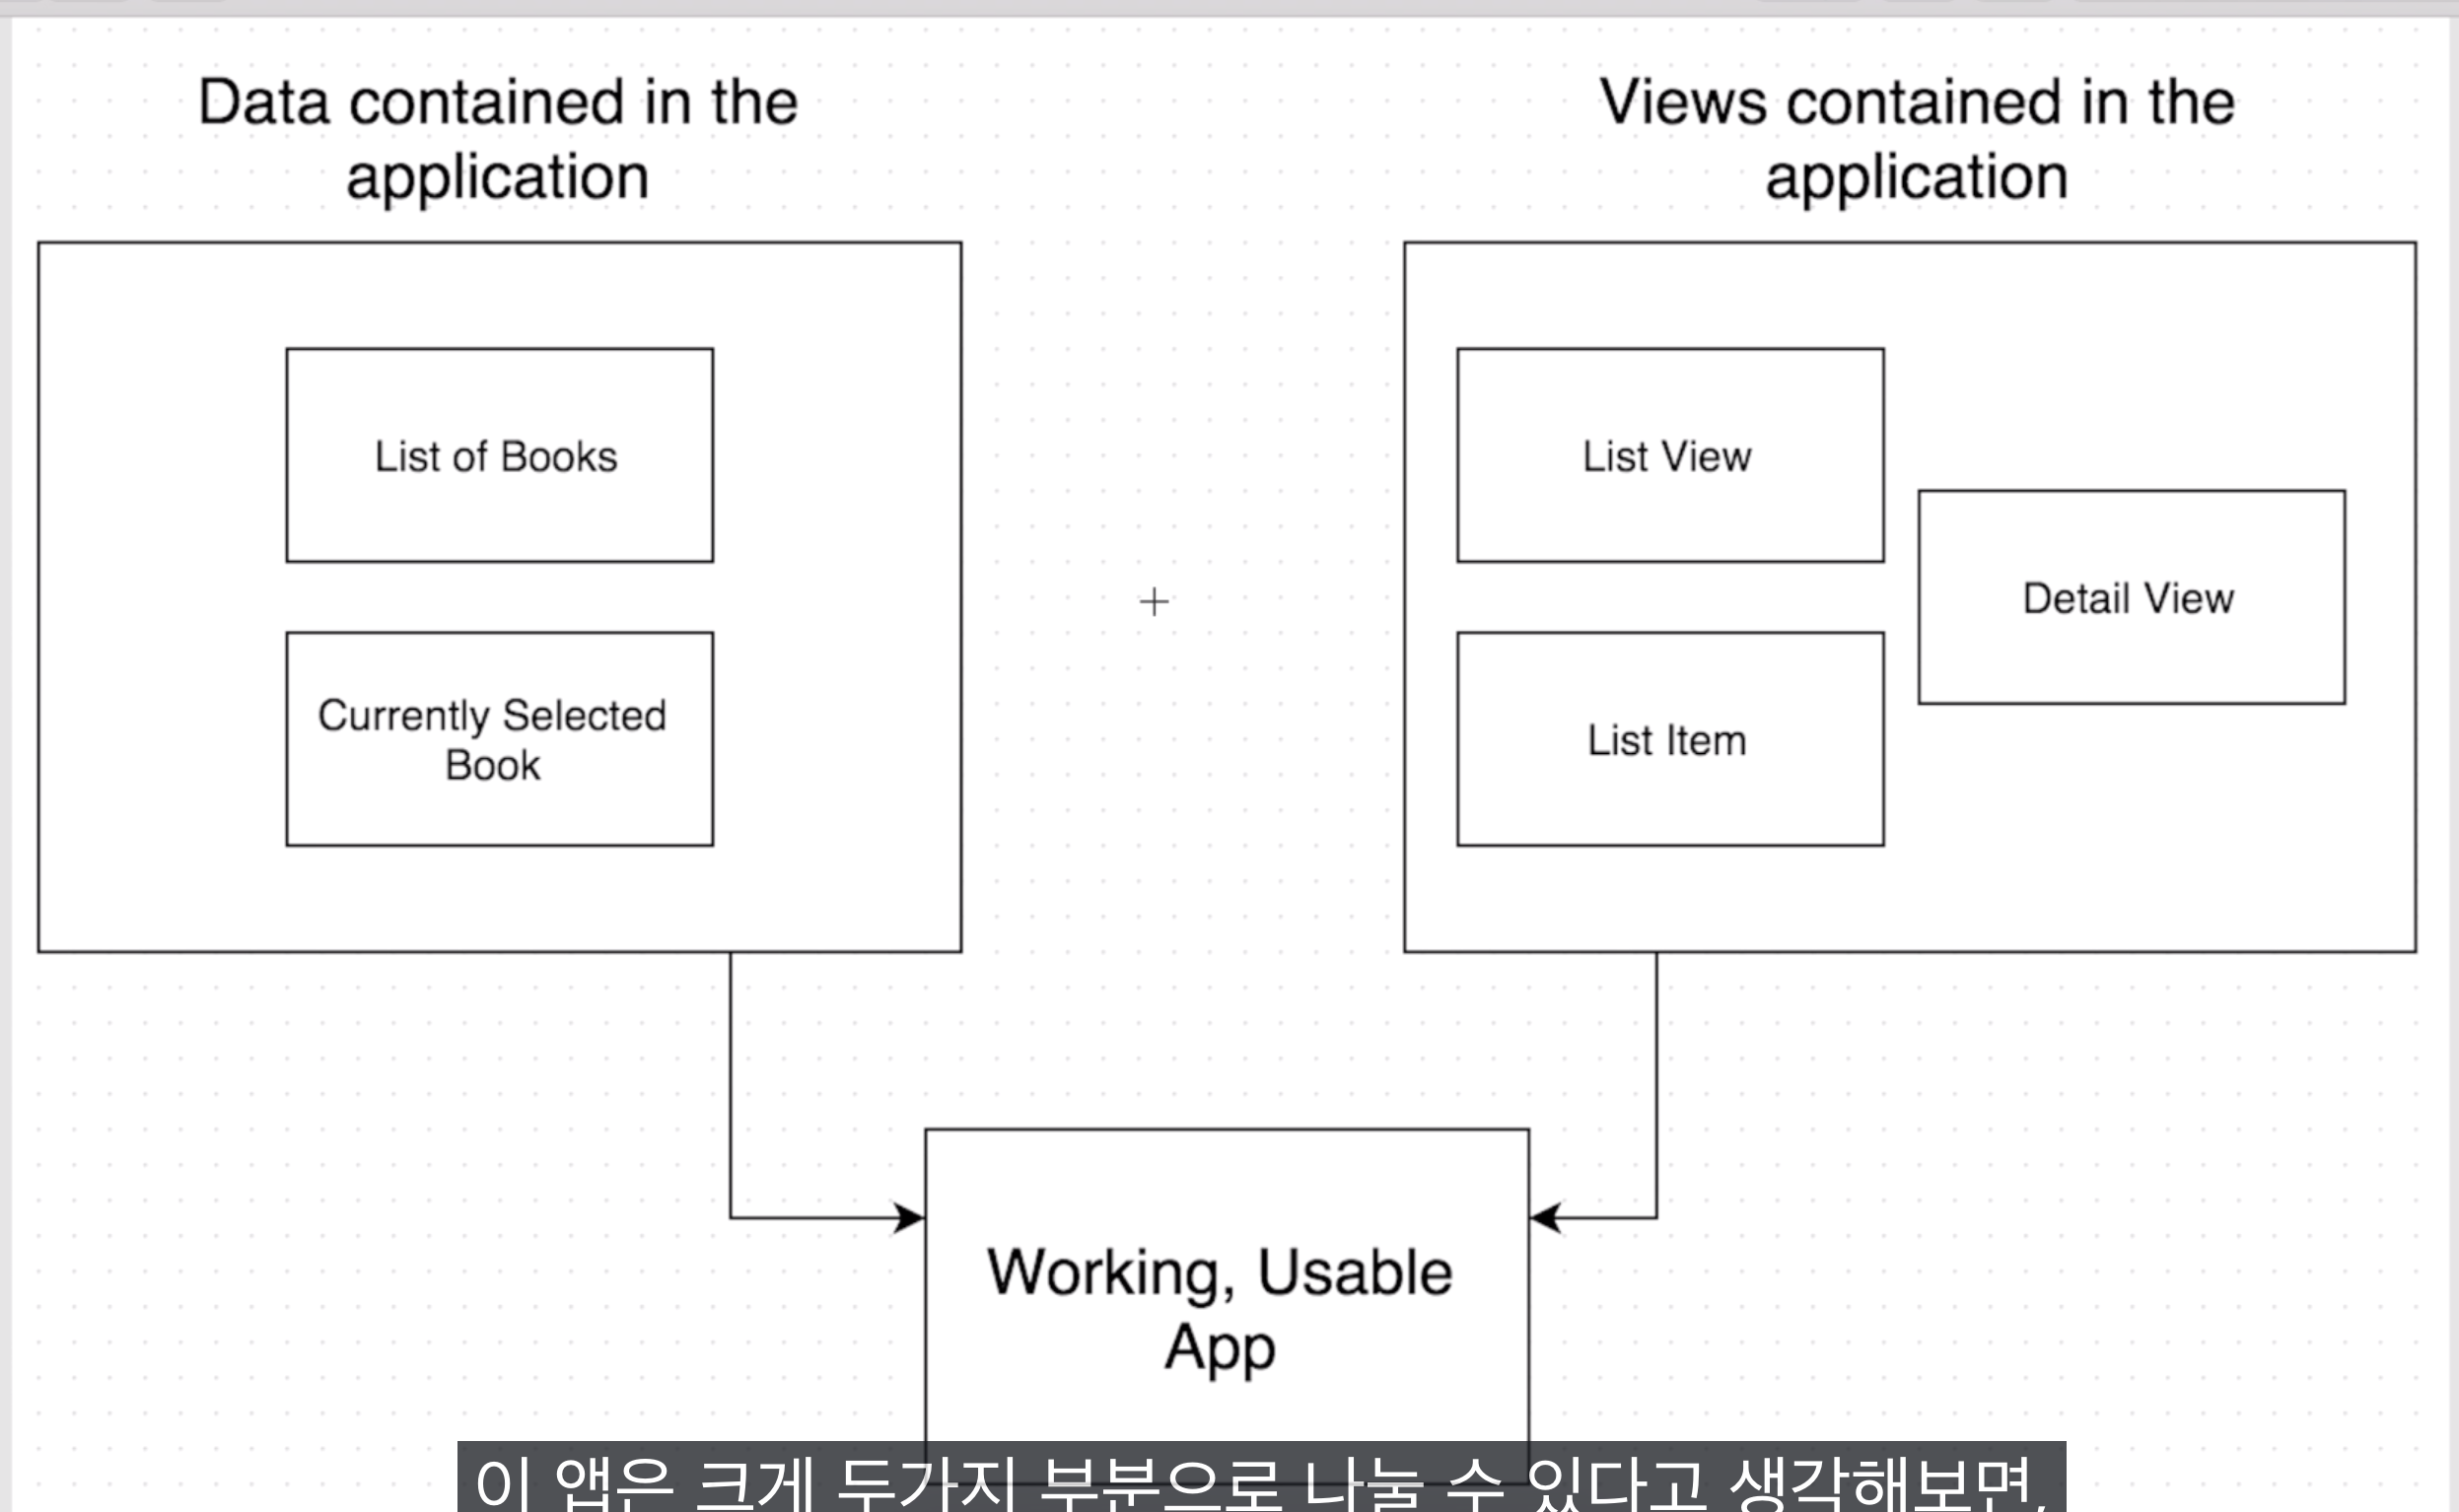 Data contained in the
application
Views contained in the
application
List of Books
Currently Selected
Book
List View
Detail View
List Item
Working, Usable
App
이 앱은 크게 두가지 부분으로 나눌 수 있다고 생각해보면,